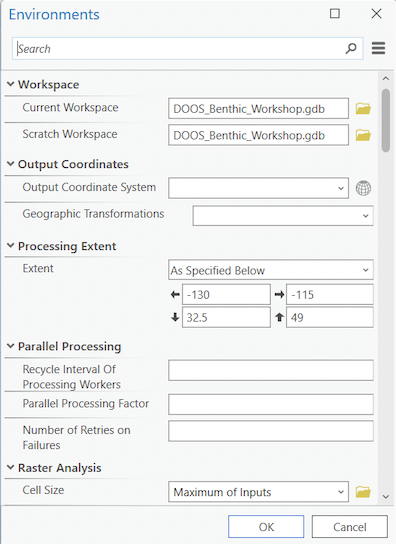 Environments
Search
Workspace
Current Workspace DOOS_Benthic_Workshop.gdb
Scratch Workspace DOOS_Benthic_Workshop.gdb
Output Coordinates
Output Coordinate System
Geographic Transformations
Processing Extent
Extent As Specified Below
-130 -115
32.5 49
Parallel Processing
Recycle Interval Of
Processing Workers
Parallel Processing Factor
Number of Retries on
Failures
Raster Analysis
Cell Size Maximum of Inputs
OK Cancel